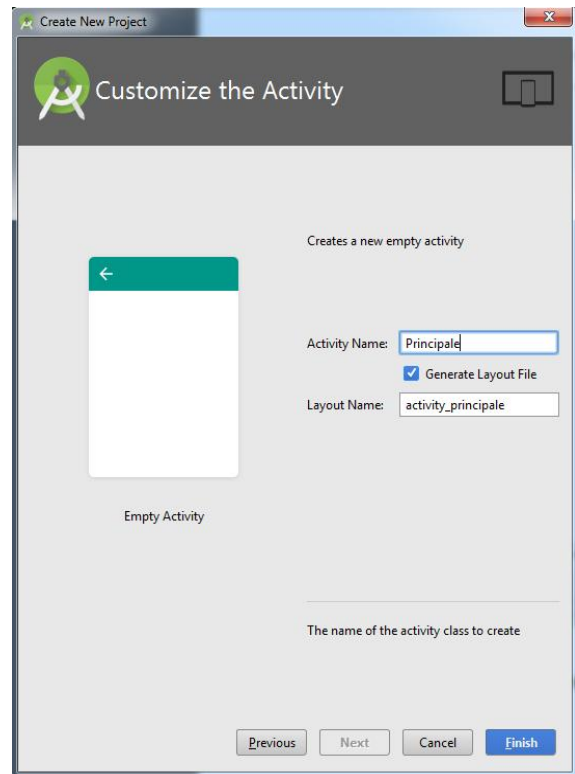 Create New Project
Customize the Activity
Creates a new empty activity
Activity Name: Principale
Generate Layout File
Layout Name: activity_principale
Empty Activity
The name of the activity class to create
Previous Next Cancel Finish